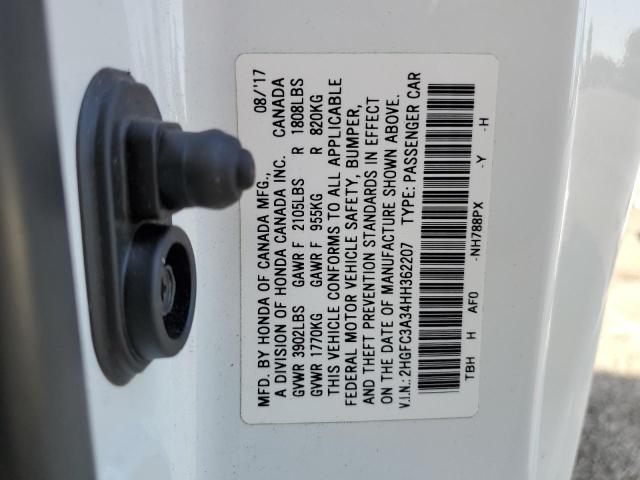 MFD. BY HONDA OF CANADA MFG., 08/'17
A DIVISION OF HONDA CANADA INC. CANADA
GVWR 3902LBS GAWR F 2105LBS R 1808LBS
GVWR 1770KG GAWR F 955KG R 820KG
THIS VEHICLE CONFORMS TO ALL APPLICABLE
FEDERAL MOTOR VEHICLE SAFETY, BUMPER,
AND THEFT PREVENTION STANDARDS IN EFFECT
ON THE DATE OF MANUFACTURE SHOWN ABOVE.
V.I.N.:2HGFC3A34HH362207 TYPE: PASSENGER CAR
TBH H AF0 -NH788PX -Y -H